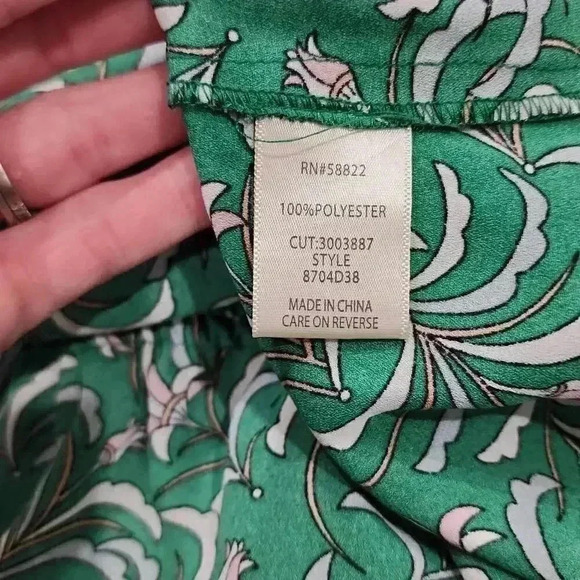 RN#58822
100%POLYESTER
CUT:3003887
STYLE
8704D38
MADE IN CHINA
CARE ON REVERSE